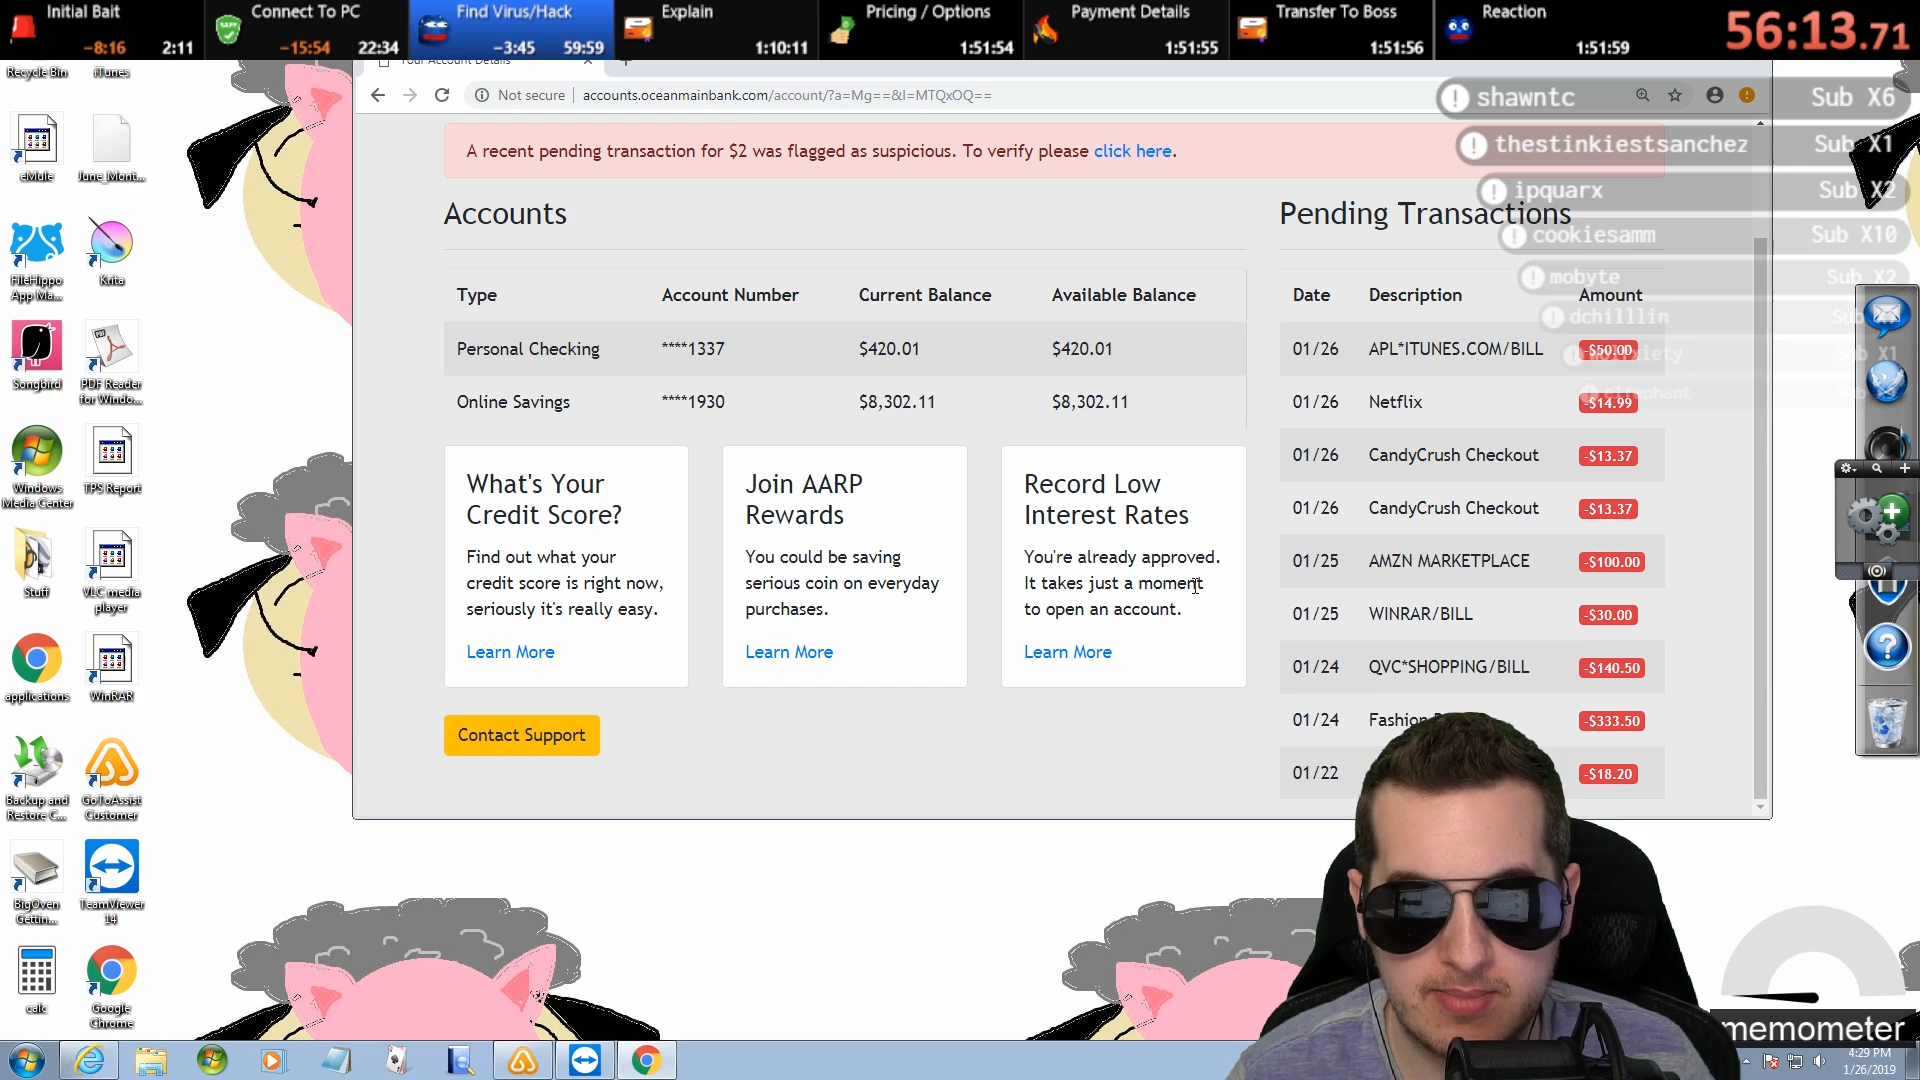 Initial Bait
-8:16 2:11
Connect To PC
-15:54 22:34
Find Virus/Hack
-3:45 59:59
Explain
1:10:11
Pricing / Options
1:51:54
Payment Details
1:51:55
Transfer To Boss
1:51:56
Reaction
1:51:59
56:13.71
Recycle Bin
iTunes
Your Account Details
Not secure
accounts.oceanmainbank.com/account/?a=Mg==&l=MTQxOQ==
shawntc Sub X6
thestinkiestsanchez Sub X1
ipquarx Sub X2
cookiesamm Sub X10
mobyte Sub X2
dchilllin
A recent pending transaction for $2 was flagged as suspicious. To verify please click here.
Accounts
Type Account Number Current Balance Available Balance
Personal Checking ****1337 $420.01 $420.01
Online Savings ****1930 $8,302.11 $8,302.11
What's Your
Credit Score?
Find out what your
credit score is right now,
seriously it's really easy.
Learn More
Join AARP
Rewards
You could be saving
serious coin on everyday
purchases.
Learn More
Record Low
Interest Rates
You're already approved.
It takes just a moment
to open an account.
Learn More
Contact Support
Pending Transactions
Date Description Amount
01/26 APL*ITUNES.COM/BILL -$50.00
01/26 Netflix -$14.99
01/26 CandyCrush Checkout -$13.37
01/26 CandyCrush Checkout -$13.37
01/25 AMZN MARKETPLACE -$100.00
01/25 WINRAR/BILL -$30.00
01/24 QVC*SHOPPING/BILL -$140.50
01/24 Fashion -$333.50
01/22 -$18.20
eMule
June_Mont...
FileHippo
App Ma...
Krita
Songbird
PDF Reader
for Windo...
Windows
Media Center
TPS Report
Stuff
VLC media
player
applications
WinRAR
Backup and
Restore C...
GoToAssist
Customer
BigOven
Gettin...
TeamViewer
14
calc
Google
Chrome
memometer
4:29 PM
1/26/2019